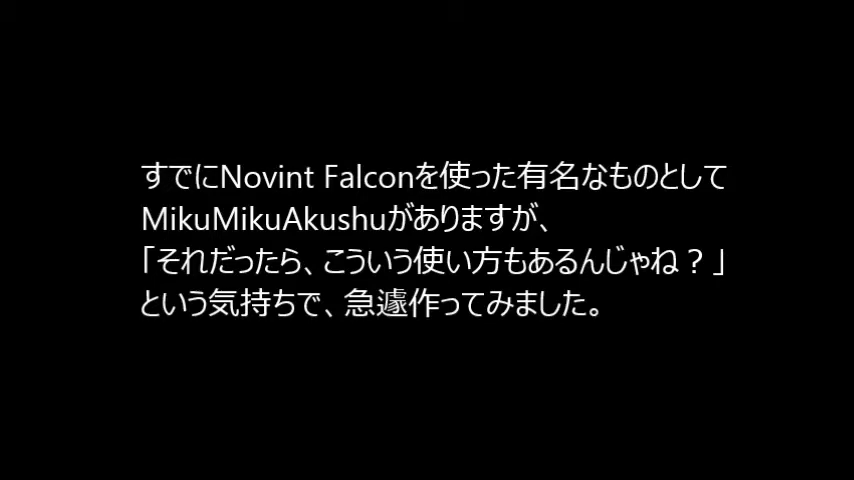 すでにNovint Falconを使った有名なものとして
MikuMikuAkushuがありますが、
「それだったら、こういう使い方もあるんじゃね？」
という気持ちで、急遽作ってみました。